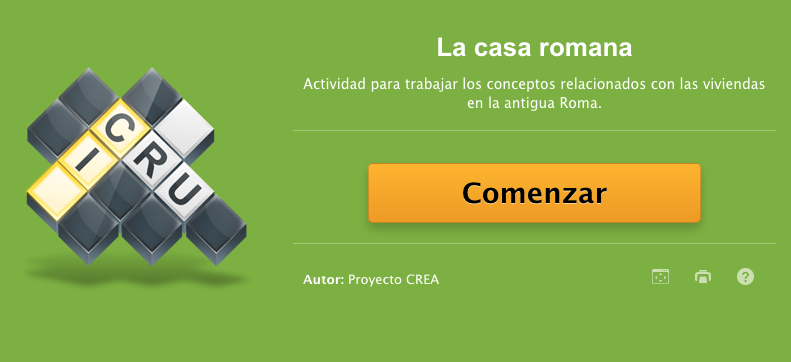 La casa romana
Actividad para trabajar los conceptos relacionados con las viviendas
en la antigua Roma.
C
I R
U
Comenzar
Autor: Proyecto CREA
?